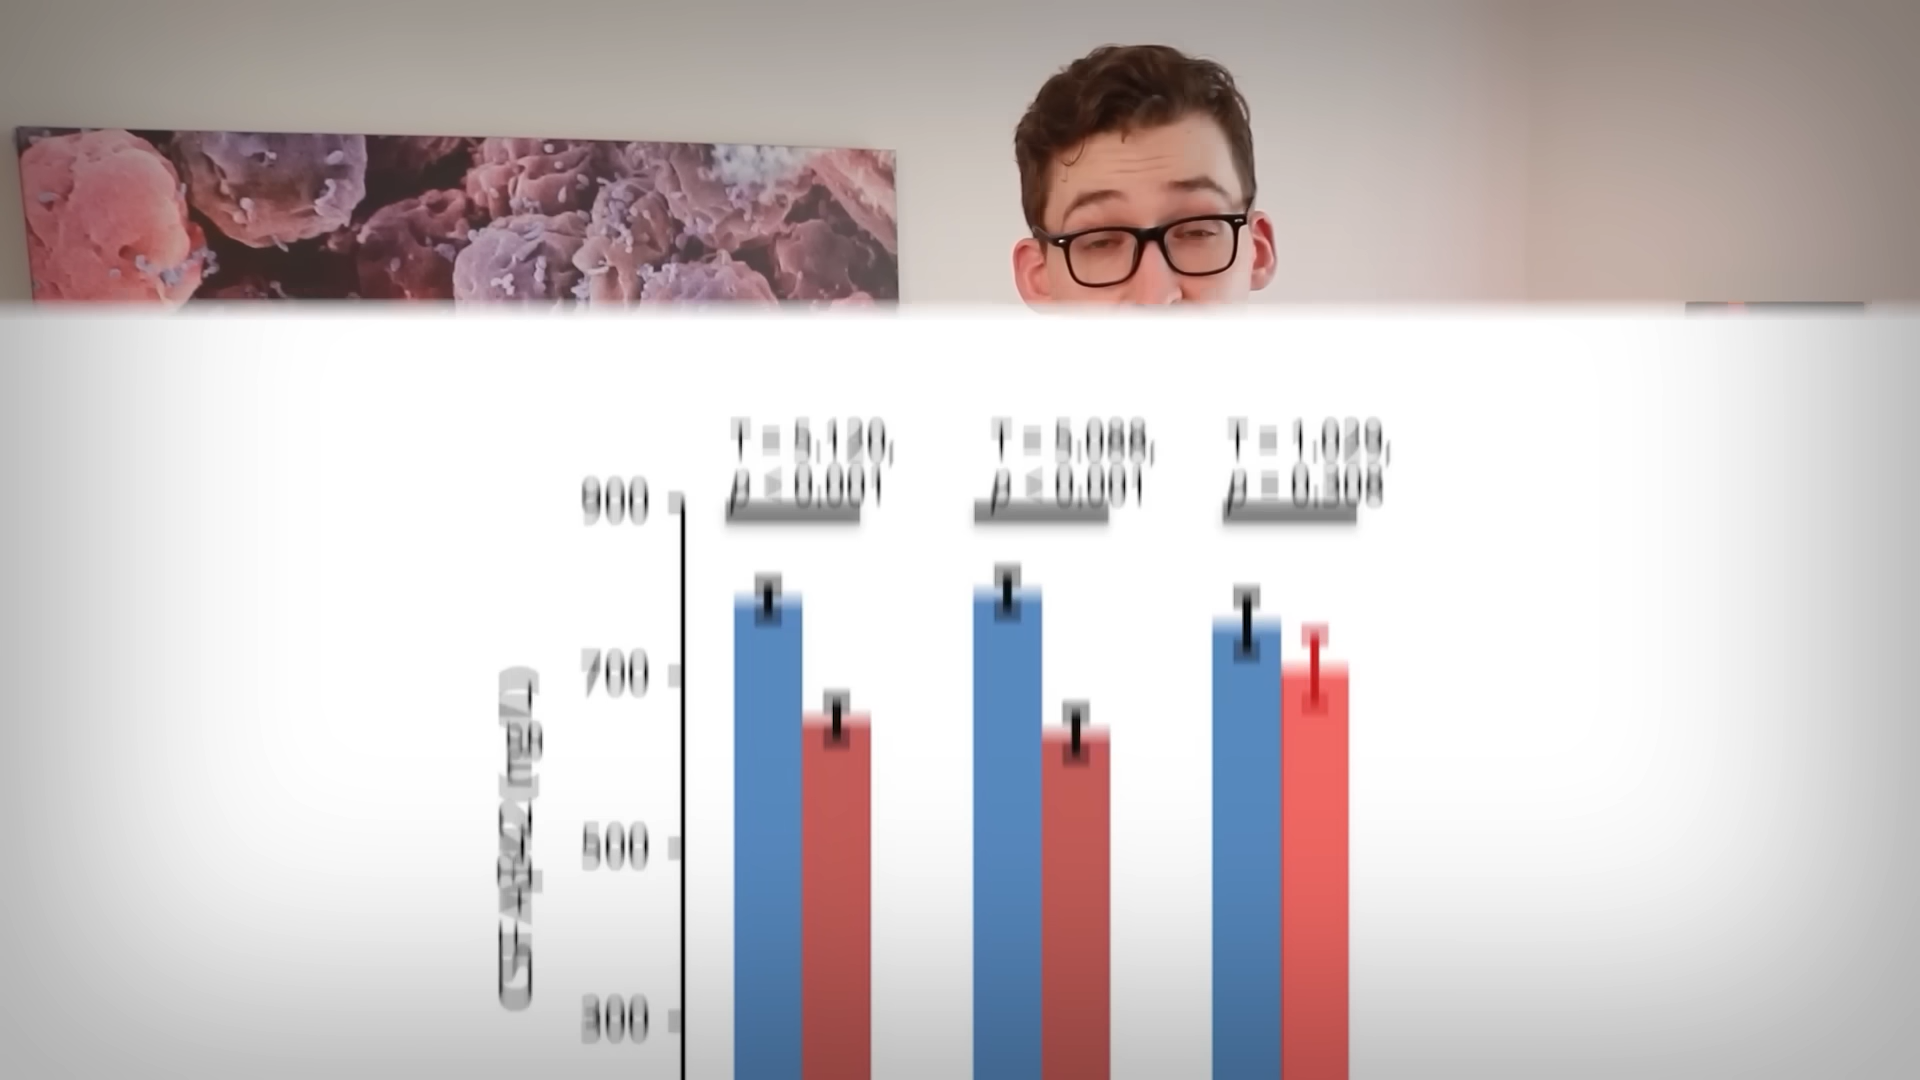 T = 5.120,
p < 0.001
T = 5.088,
p < 0.001
T = 1.029,
p = 0.308
900
700
500
300